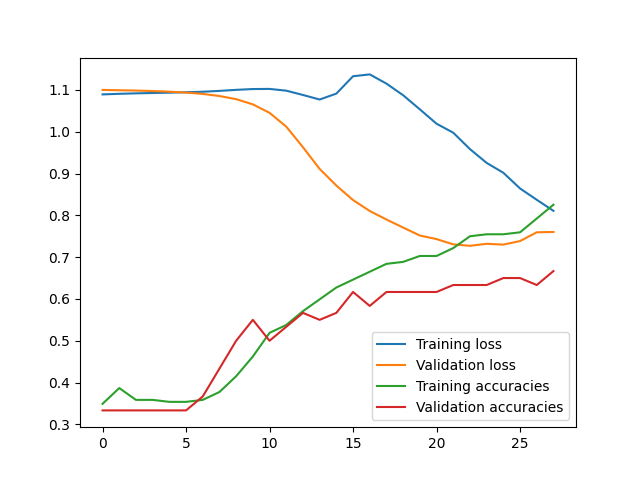 1.1
1.0
0.9
0.8
0.7
0.6
0.5
0.4
0.3
Training loss
Validation loss
Training accuracies
Validation accuracies
0 5 10 15 20 25